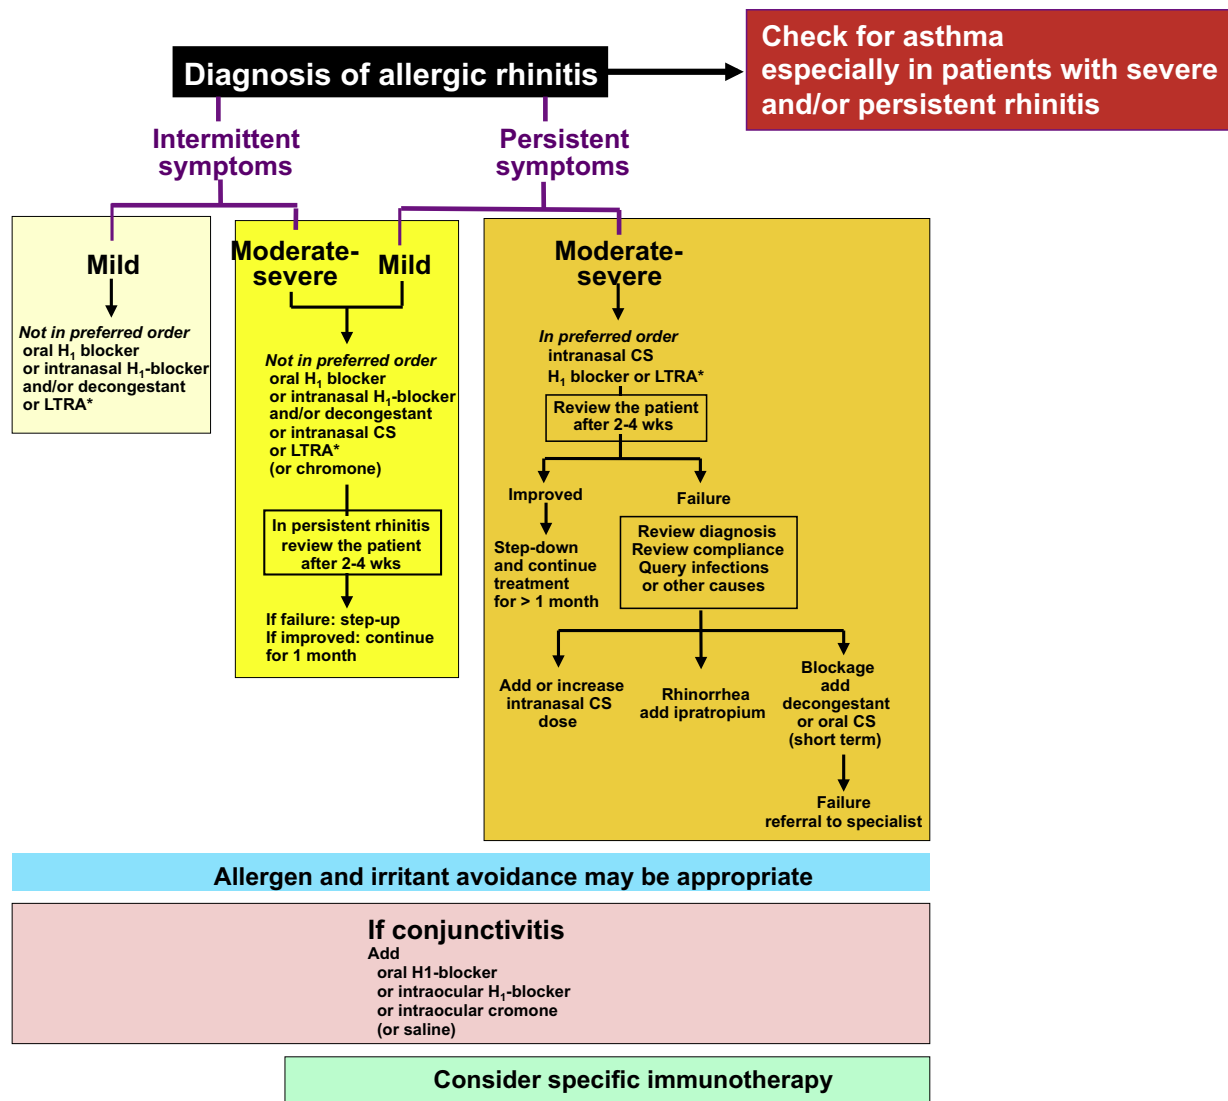 Diagnosis of allergic rhinitis
Check for asthma
especially in patients with severe
and/or persistent rhinitis
Intermittent
symptoms
Persistent
symptoms
Mild
Not in preferred order
oral H₁ blocker
or intranasal H₁-blocker
and/or decongestant
or LTRA*
Moderate-
severe
Mild
Not in preferred order
oral H₁ blocker
or intranasal H₁-blocker
and/or decongestant
or intranasal CS
or LTRA*
(or chromone)
In persistent rhinitis
review the patient
after 2-4 wks
If failure: step-up
If improved: continue
for 1 month
Moderate-
severe
In preferred order
intranasal CS
H₁ blocker or LTRA*
Review the patient
after 2-4 wks
Improved
Step-down
and continue
treatment
for > 1 month
Failure
Review diagnosis
Review compliance
Query infections
or other causes
Add or increase
intranasal CS
dose
Rhinorrhea
add ipratropium
Blockage
add
decongestant
or oral CS
(short term)
Failure
referral to specialist
Allergen and irritant avoidance may be appropriate
If conjunctivitis
Add
oral H1-blocker
or intraocular H₁-blocker
or intraocular cromone
(or saline)
Consider specific immunotherapy